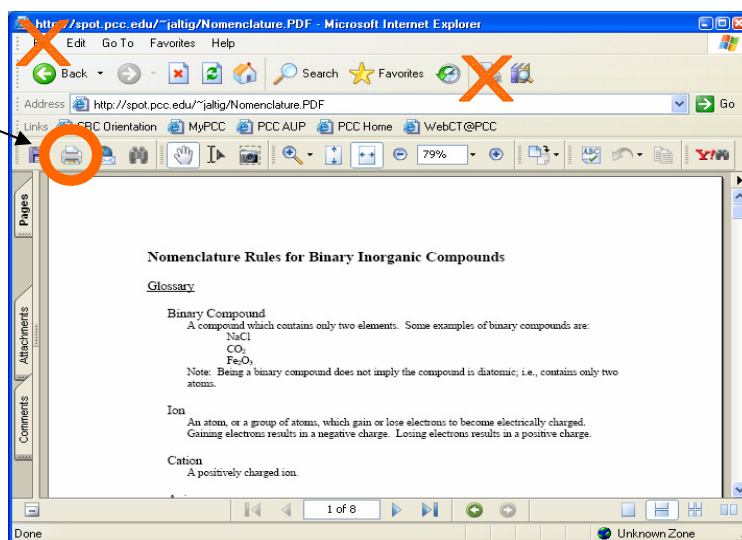 http://spot.pcc.edu/~jaltig/Nomenclature.PDF - Microsoft Internet Explorer
Edit Go To Favorites Help
Back Search Favorites
Address http://spot.pcc.edu/~jaltig/Nomenclature.PDF Go
Links CRC Orientation MyPCC PCC AUP PCC Home WebCT@PCC
79% ABC Y!
Pages
Attachments
Comments
Nomenclature Rules for Binary Inorganic Compounds
Glossary
Binary Compound
A compound which contains only two elements. Some examples of binary compounds are:
NaCl
CO₂
Fe₂O₃
Note: Being a binary compound does not imply the compound is diatomic; i.e., contains only two
atoms.
Ion
An atom, or a group of atoms, which gain or lose electrons to become electrically charged.
Gaining electrons results in a negative charge. Losing electrons results in a positive charge.
Cation
A positively charged ion.
1 of 8
Done Unknown Zone